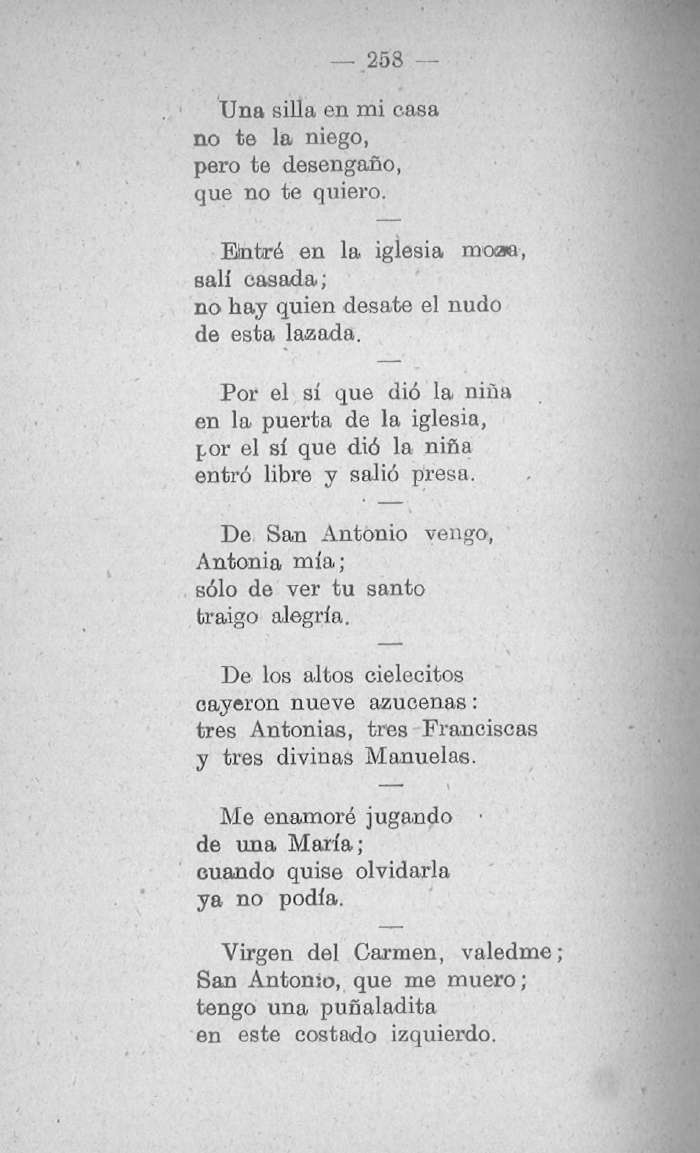 — 258 —
Una silla en mi casa
no te la niego,
pero te desengaño,
que no te quiero.
Entré en la iglesia moza,
salí casada;
no hay quien desate el nudo
de esta lazada.
Por el sí que dió la niña
en la puerta de la iglesia,
por el sí que dió la niña
entró libre y salió presa.
De San Antonio vengo,
Antonia mía;
sólo de ver tu santo
traigo alegría.
De los altos cielecitos
cayeron nueve azucenas:
tres Antonias, tres Franciscas
y tres divinas Manuelas.
Me enamoré jugando
de una María;
cuando quise olvidarla
ya no podía.
Virgen del Carmen, valedme;
San Antonio, que me muero;
tengo una puñaladita
en este costado izquierdo.